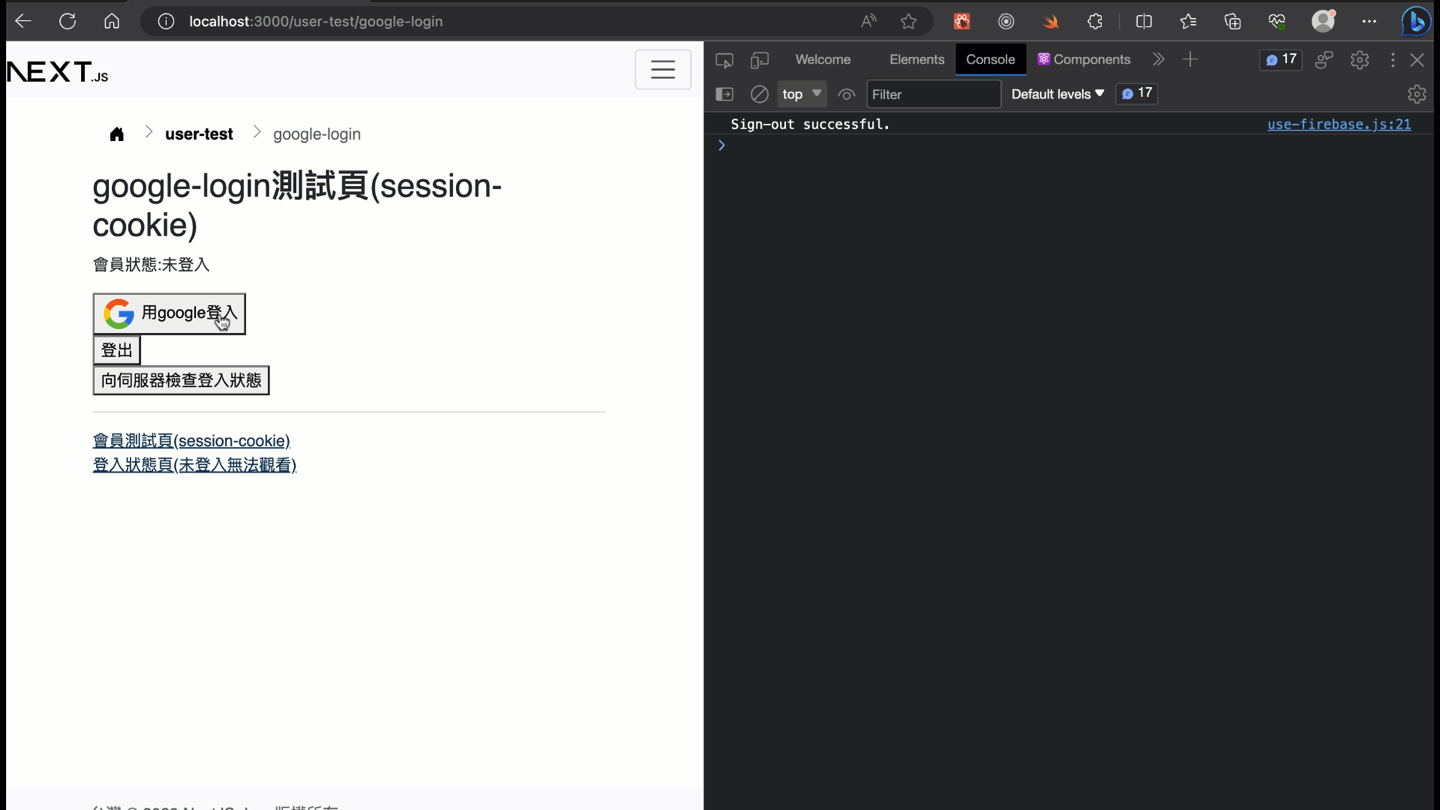 localhost:3000/user-test/google-login
NEXT.JS
user-test > google-login
google-login測試頁(session-
cookie)
會員狀態:未登入
用google登入
登出
向伺服器檢查登入狀態
會員測試頁(session-cookie)
登入狀態頁(未登入無法觀看)
Welcome Elements Console Components 17
top Filter Default levels 17
Sign-out successful. use-firebase.js:21